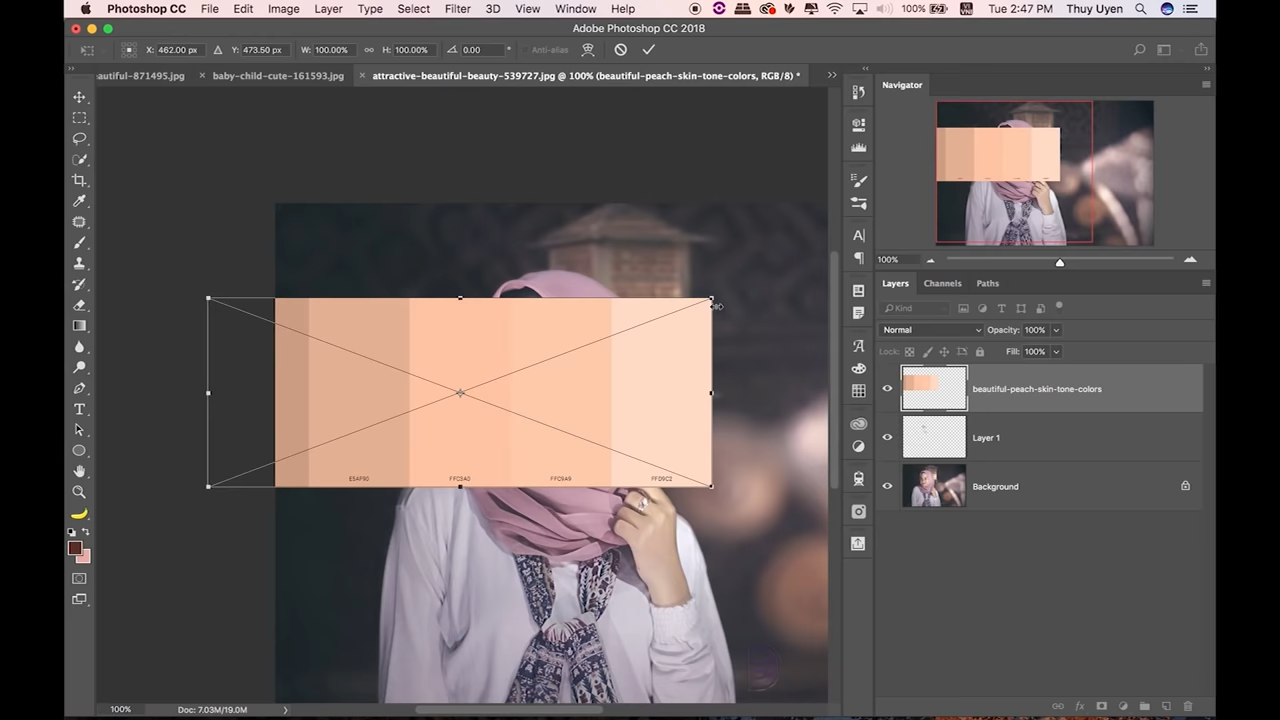 Photoshop CC File Edit Image Layer Type Select Filter 3D View Window Help 100% Tue 2:47 PM Thuy Uyen
Adobe Photoshop CC 2018
X: 462.00 px Y: 473.50 px W: 100.00% H: 100.00% 0.00 ° Anti-alias
autiful-871495.jpg × baby-child-cute-161593.jpg × attractive-beautiful-beauty-539727.jpg @ 100% (beautiful-peach-skin-tone-colors, RGB/8) *
Navigator
100%
Layers Channels Paths
Kind
Normal Opacity: 100%
Lock: Fill: 100%
beautiful-peach-skin-tone-colors
Layer 1
Background
FFC9A9 FFD9C2
100% Doc: 7.03M/19.0M